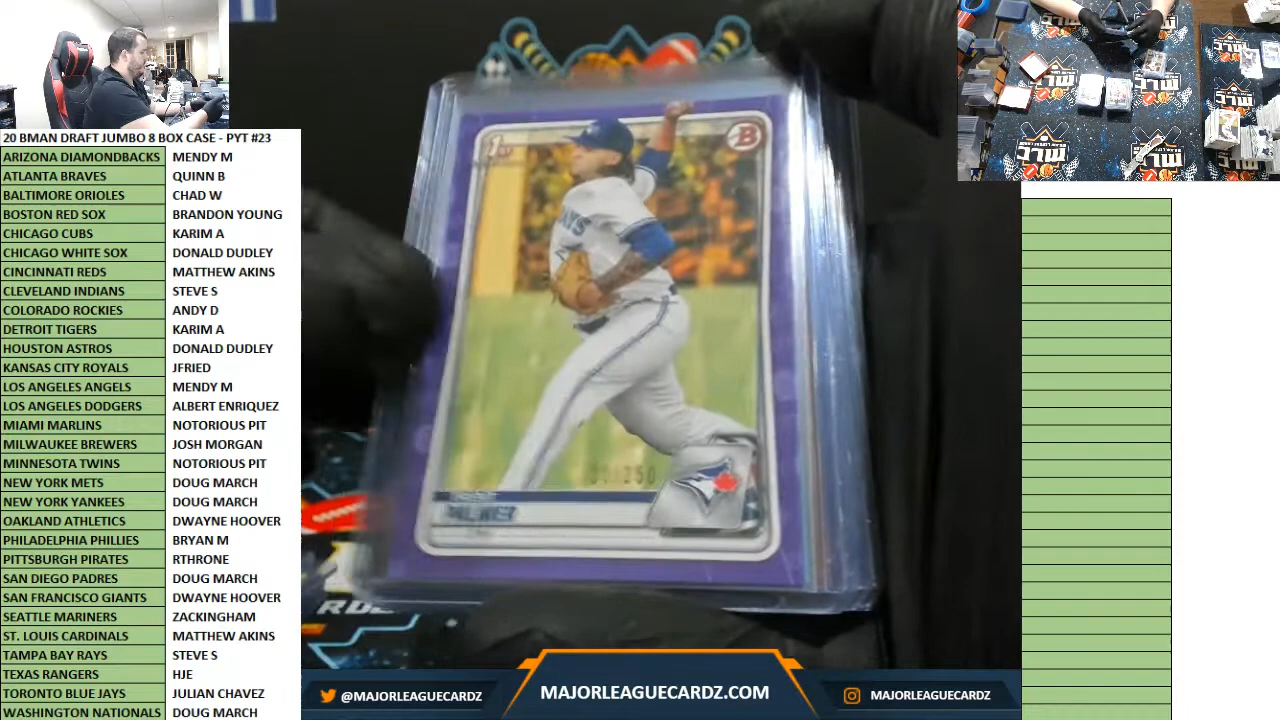 20 BMAN DRAFT JUMBO 8 BOX CASE - PYT #23
ARIZONA DIAMONDBACKS MENDY M
ATLANTA BRAVES QUINN B
BALTIMORE ORIOLES CHAD W
BOSTON RED SOX BRANDON YOUNG
CHICAGO CUBS KARIM A
CHICAGO WHITE SOX DONALD DUDLEY
CINCINNATI REDS MATTHEW AKINS
CLEVELAND INDIANS STEVE S
COLORADO ROCKIES ANDY D
DETROIT TIGERS KARIM A
HOUSTON ASTROS DONALD DUDLEY
KANSAS CITY ROYALS JFRIED
LOS ANGELES ANGELS MENDY M
LOS ANGELES DODGERS ALBERT ENRIQUEZ
MIAMI MARLINS NOTORIOUS PIT
MILWAUKEE BREWERS JOSH MORGAN
MINNESOTA TWINS NOTORIOUS PIT
NEW YORK METS DOUG MARCH
NEW YORK YANKEES DOUG MARCH
OAKLAND ATHLETICS DWAYNE HOOVER
PHILADELPHIA PHILLIES BRYAN M
PITTSBURGH PIRATES RTHRONE
SAN DIEGO PADRES DOUG MARCH
SAN FRANCISCO GIANTS DWAYNE HOOVER
SEATTLE MARINERS ZACKINGHAM
ST. LOUIS CARDINALS MATTHEW AKINS
TAMPA BAY RAYS STEVE S
TEXAS RANGERS HJE
TORONTO BLUE JAYS JULIAN CHAVEZ
WASHINGTON NATIONALS DOUG MARCH
1st
B
@MAJORLEAGUECARDZ
MAJORLEAGUECARDZ.COM
MAJORLEAGUECARDZ